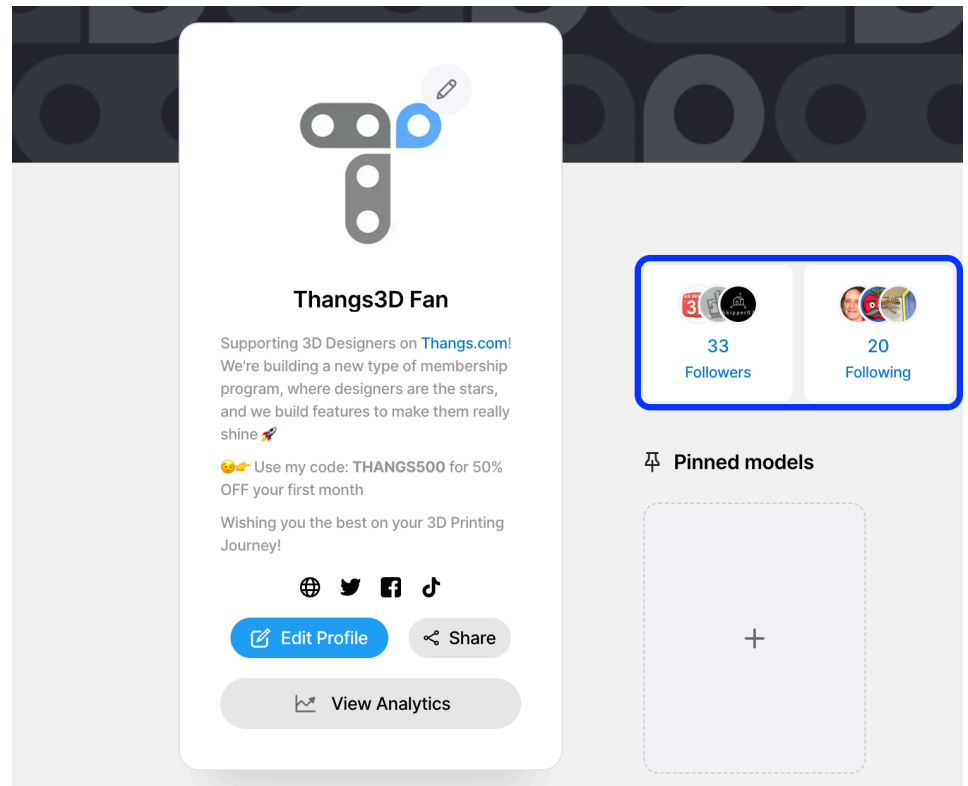 Thangs3D Fan
Supporting 3D Designers on Thangs.com!
We're building a new type of membership
program, where designers are the stars,
and we build features to make them really
shine 🚀
😉👉 Use my code: THANGS500 for 50%
OFF your first month
Wishing you the best on your 3D Printing
Journey!
Edit Profile
Share
View Analytics
33
Followers
20
Following
Pinned models